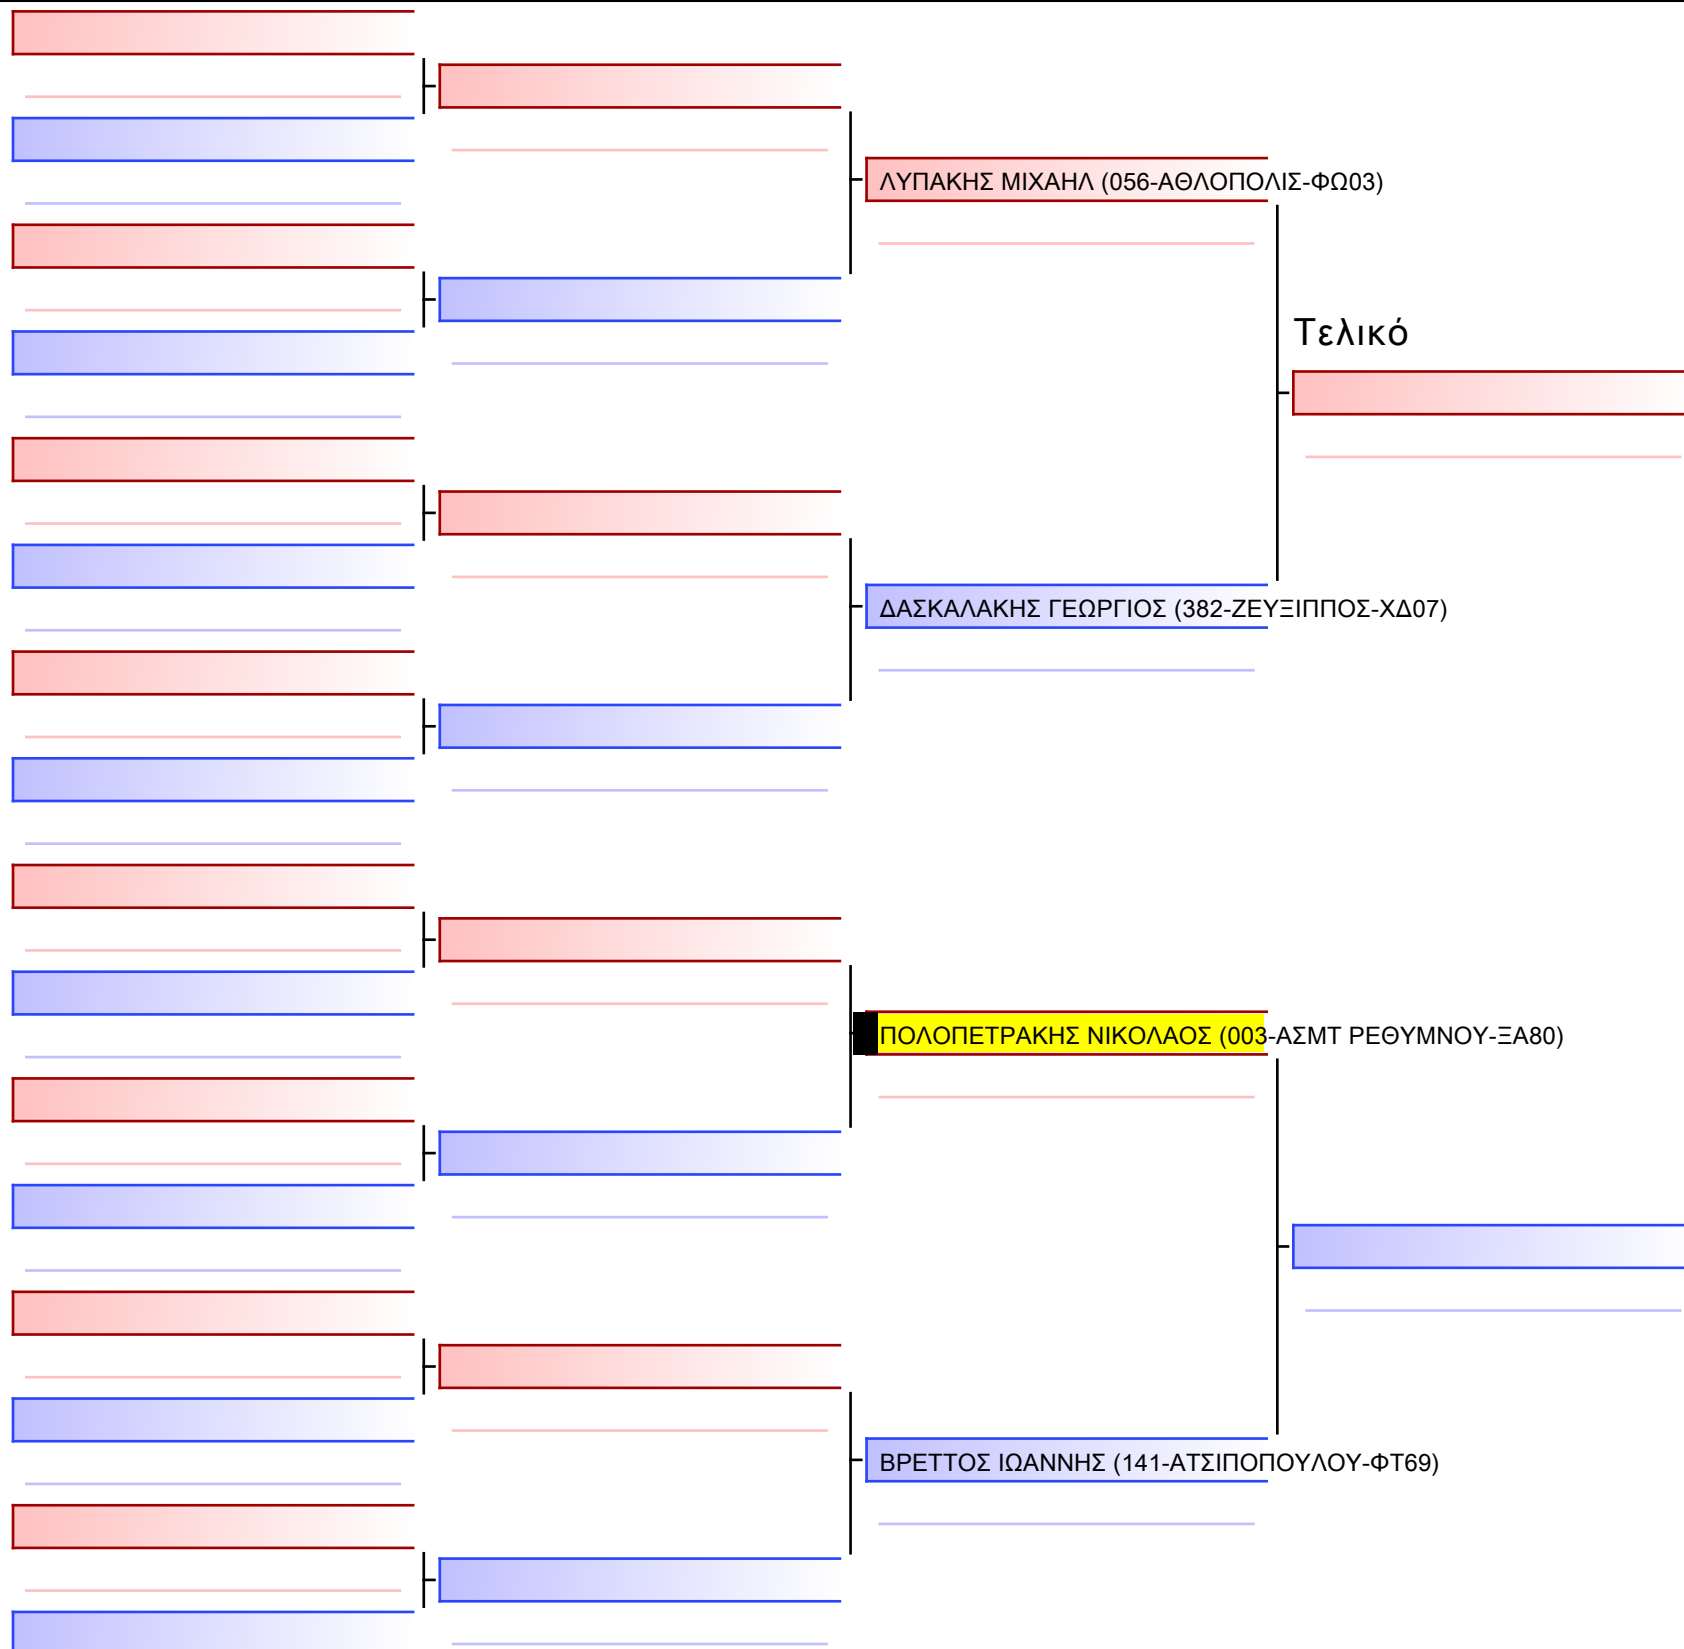 ΛΥΠΑΚΗΣ ΜΙΧΑΗΛ (056-ΑΘΛΟΠΟΛΙΣ-ΦΩ03)
Τελικό
ΔΑΣΚΑΛΑΚΗΣ ΓΕΩΡΓΙΟΣ (382-ΖΕΥΞΙΠΠΟΣ-ΧΔ07)
ΠΟΛΟΠΕΤΡΑΚΗΣ ΝΙΚΟΛΑΟΣ (003-ΑΣΜΤ ΡΕΘΥΜΝΟΥ-ΞΑ80)
ΒΡΕΤΤΟΣ ΙΩΑΝΝΗΣ (141-ΑΤΣΙΠΟΠΟΥΛΟΥ-ΦΤ69)